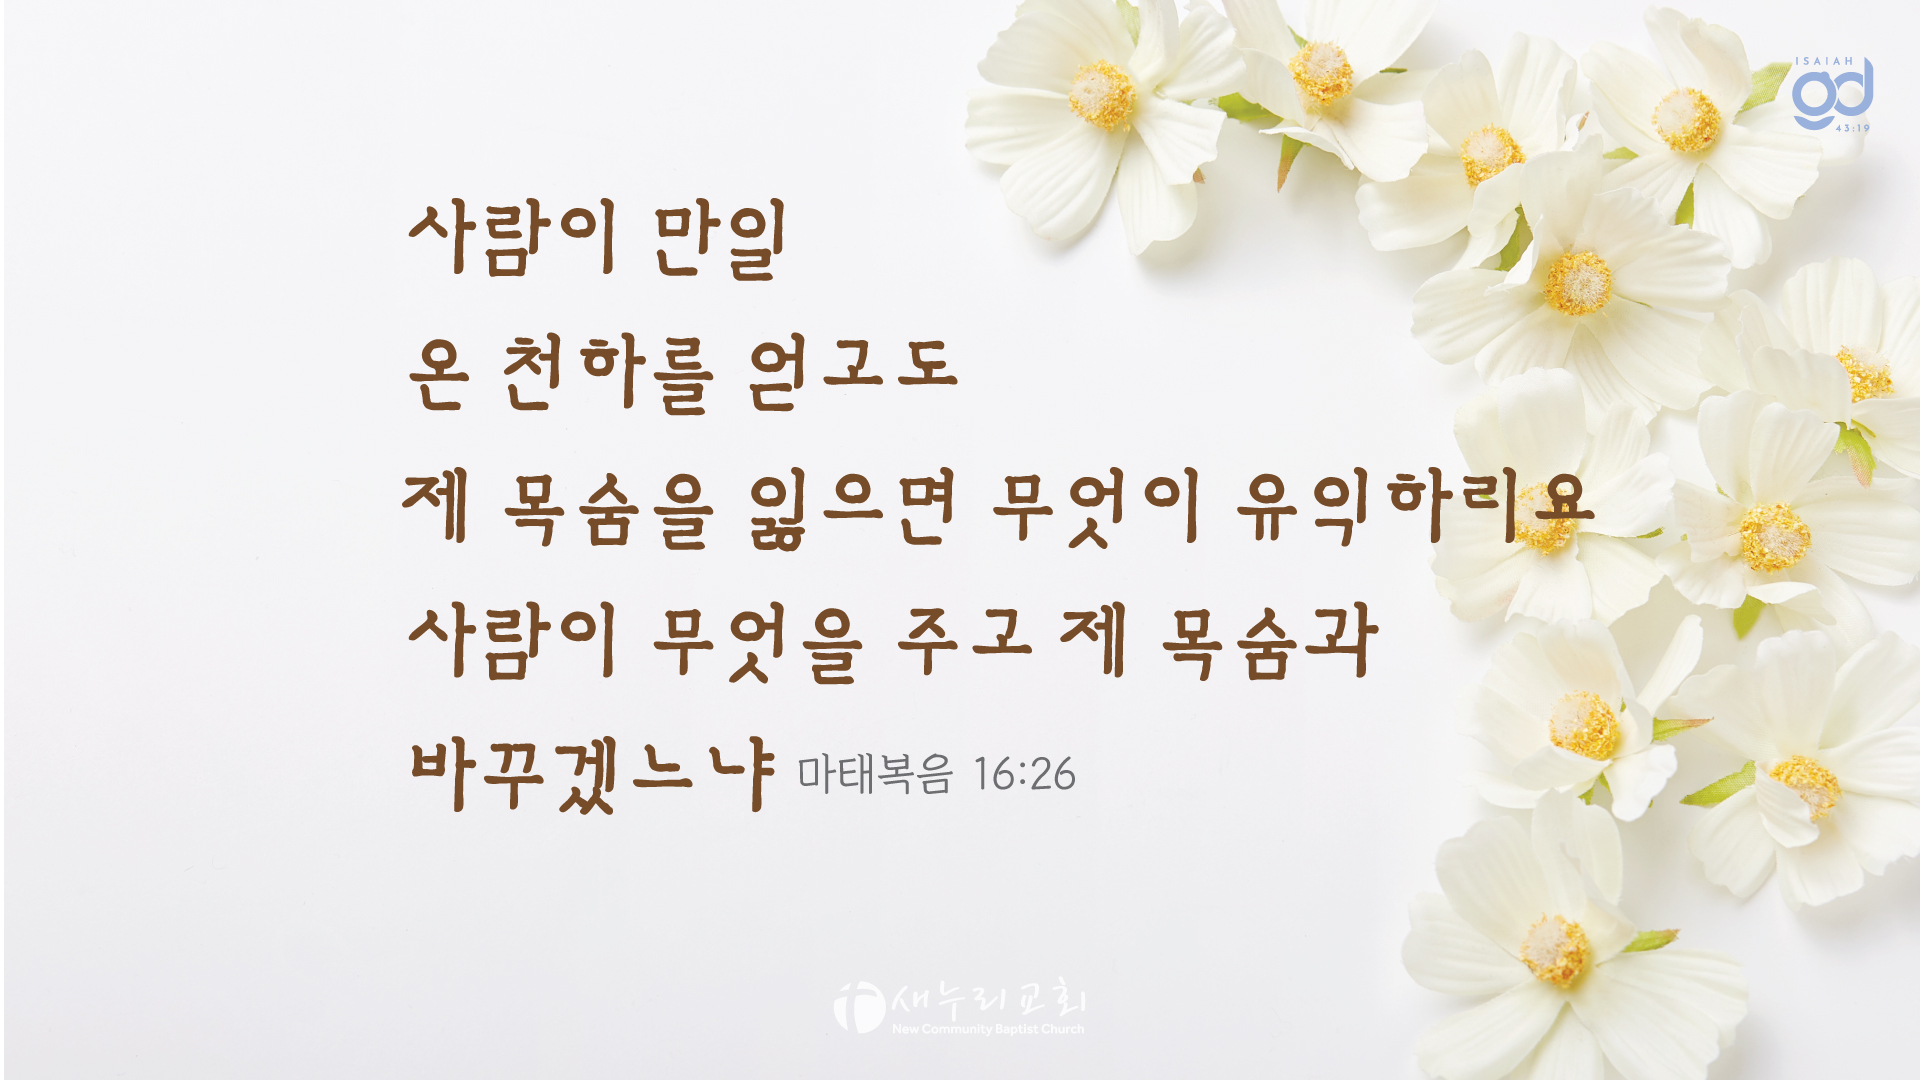 ISAIAH
gd
43:19
사람이 만일
온 천하를 얻고도
제 목숨을 잃으면 무엇이 유익하리요
사람이 무엇을 주고 제 목숨과
바꾸겠느냐 마태복음 16:26
새누리교회
New Community Baptist Church